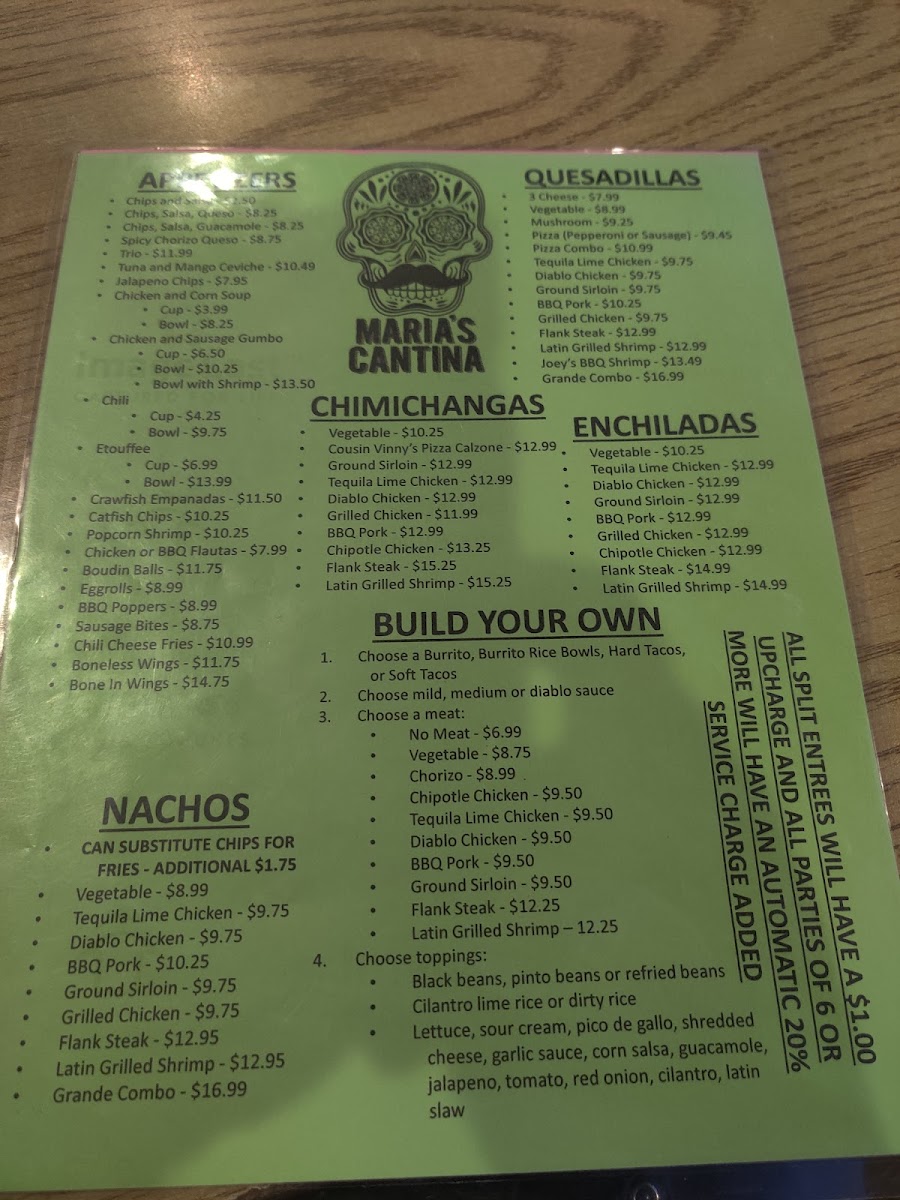 APPETIZERS
Chips and Salsa - $2.50
Chips, Salsa, Queso - $8.25
Chips, Salsa, Guacamole - $8.25
Spicy Chorizo Queso - $8.75
Trio - $11.99
Tuna and Mango Ceviche - $10.49
Jalapeno Chips - $7.95
Chicken and Corn Soup
Cup - $3.99
Bowl - $8.25
Chicken and Sausage Gumbo
Cup - $6.50
Bowl - $10.25
Bowl with Shrimp - $13.50
Chili
Cup - $4.25
Bowl - $9.75
Etouffee
Cup - $6.99
Bowl - $13.99
Crawfish Empanadas - $11.50
Catfish Chips - $10.25
Popcorn Shrimp - $10.25
Chicken or BBQ Flautas - $7.99
Boudin Balls - $11.75
Eggrolls - $8.99
BBQ Poppers - $8.99
Sausage Bites - $8.75
Chili Cheese Fries - $10.99
Boneless Wings - $11.75
Bone In Wings - $14.75
NACHOS
CAN SUBSTITUTE CHIPS FOR
FRIES - ADDITIONAL $1.75
Vegetable - $8.99
Tequila Lime Chicken - $9.75
Diablo Chicken - $9.75
BBQ Pork - $10.25
Ground Sirloin - $9.75
Grilled Chicken - $9.75
Flank Steak - $12.95
Latin Grilled Shrimp - $12.95
Grande Combo - $16.99
MARIA'S
CANTINA
QUESADILLAS
3 Cheese - $7.99
Vegetable - $8.99
Mushroom - $9.25
Pizza (Pepperoni or Sausage) - $9.45
Pizza Combo - $10.99
Tequila Lime Chicken - $9.75
Diablo Chicken - $9.75
Ground Sirloin - $9.75
BBQ Pork - $10.25
Grilled Chicken - $9.75
Flank Steak - $12.99
Latin Grilled Shrimp - $12.99
Joey's BBQ Shrimp - $13.49
Grande Combo - $16.99
CHIMICHANGAS
Vegetable - $10.25
Cousin Vinny's Pizza Calzone - $12.99
Ground Sirloin - $12.99
Tequila Lime Chicken - $12.99
Diablo Chicken - $12.99
Grilled Chicken - $11.99
BBQ Pork - $12.99
Chipotle Chicken - $13.25
Flank Steak - $15.25
Latin Grilled Shrimp - $15.25
ENCHILADAS
Vegetable - $10.25
Tequila Lime Chicken - $12.99
Diablo Chicken - $12.99
Ground Sirloin - $12.99
BBQ Pork - $12.99
Grilled Chicken - $12.99
Chipotle Chicken - $12.99
Flank Steak - $14.99
Latin Grilled Shrimp - $14.99
BUILD YOUR OWN
1. Choose a Burrito, Burrito Rice Bowls, Hard Tacos,
or Soft Tacos
2. Choose mild, medium or diablo sauce
3. Choose a meat:
No Meat - $6.99
Vegetable - $8.75
Chorizo - $8.99
Chipotle Chicken - $9.50
Tequila Lime Chicken - $9.50
Diablo Chicken - $9.50
BBQ Pork - $9.50
Ground Sirloin - $9.50
Flank Steak - $12.25
Latin Grilled Shrimp – 12.25
4. Choose toppings:
Black beans, pinto beans or refried beans
Cilantro lime rice or dirty rice
Lettuce, sour cream, pico de gallo, shredded
cheese, garlic sauce, corn salsa, guacamole,
jalapeno, tomato, red onion, cilantro, latin
slaw
ALL SPLIT ENTREES WILL HAVE A $1.00
UPCHARGE AND ALL PARTIES OF 6 OR
MORE WILL HAVE AN AUTOMATIC 20%
SERVICE CHARGE ADDED